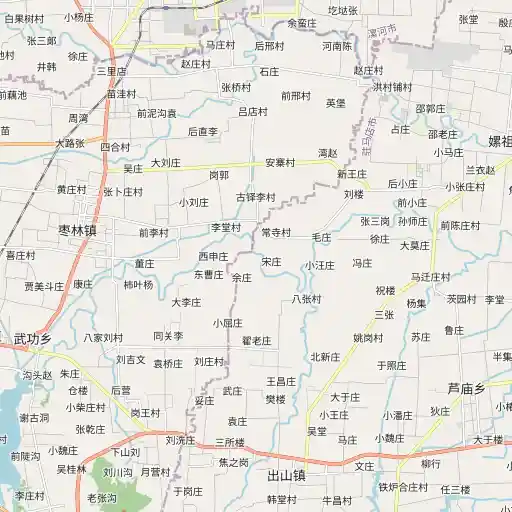 白果树村
小杨庄
余蛮庄
圪垯张
张堂
漯河市
张三郞
马庄村
后邢村
河南陈
井韩
徐庄
三里店
赵庄村
石庄
赵庄村
前藕池
苗洼村
张桥村
前邢村
英堡
洪村铺村
周湾
前泥沟袁
吕店村
邵郭庄
苗
后直李
占庄
邵老庄
驻马店市
大路张
四合村
嫘祖
小马庄
吴庄
大刘庄
安寨村
湾赵
岗郭
新王庄
兰衣赵
黄庄村
张卜庄村
古铎李村
刘楼
后小庄
小张庄村
小刘庄
前小庄
枣林镇
前李村
李堂村
常寺村
毛庄
张三岗
孙师庄
前陈庄村
徐庄
大莫庄
喜庄村
董庄
西申庄
宋庄
小汪庄
冯庄
东曹庄
余庄
马迁庄村
贾美斗庄
康庄
柿叶杨
祝楼
大李庄
八张村
杨集
茨园村
李堂
三张
小屈庄
武功乡
八家刘村
同关李
翟老庄
姚岗村
苏庄
鲁庄
刘吉文
袁桥庄
刘庄村
北新庄
于照庄
半集
沟头赵
朱庄
王昌庄
芦庙乡
仓楼
后营
武庄
樊楼
大于庄
小柴庄村
岗王村
妥庄
小王庄
小潘庄
狄庄
谢古洞
袁庄
吴堂
张乾庄
刘洗庄
三所楼
马庄
小魏庄
大于楼
前陡沟
小魏庄
下山刘
焦之岗
文庄
柳行
吴桂林
刘川沟
月营村
出山镇
李庄村
老张沟
于岗庄
韩堂村
牛昌村
铁炉合庄村
任三楼